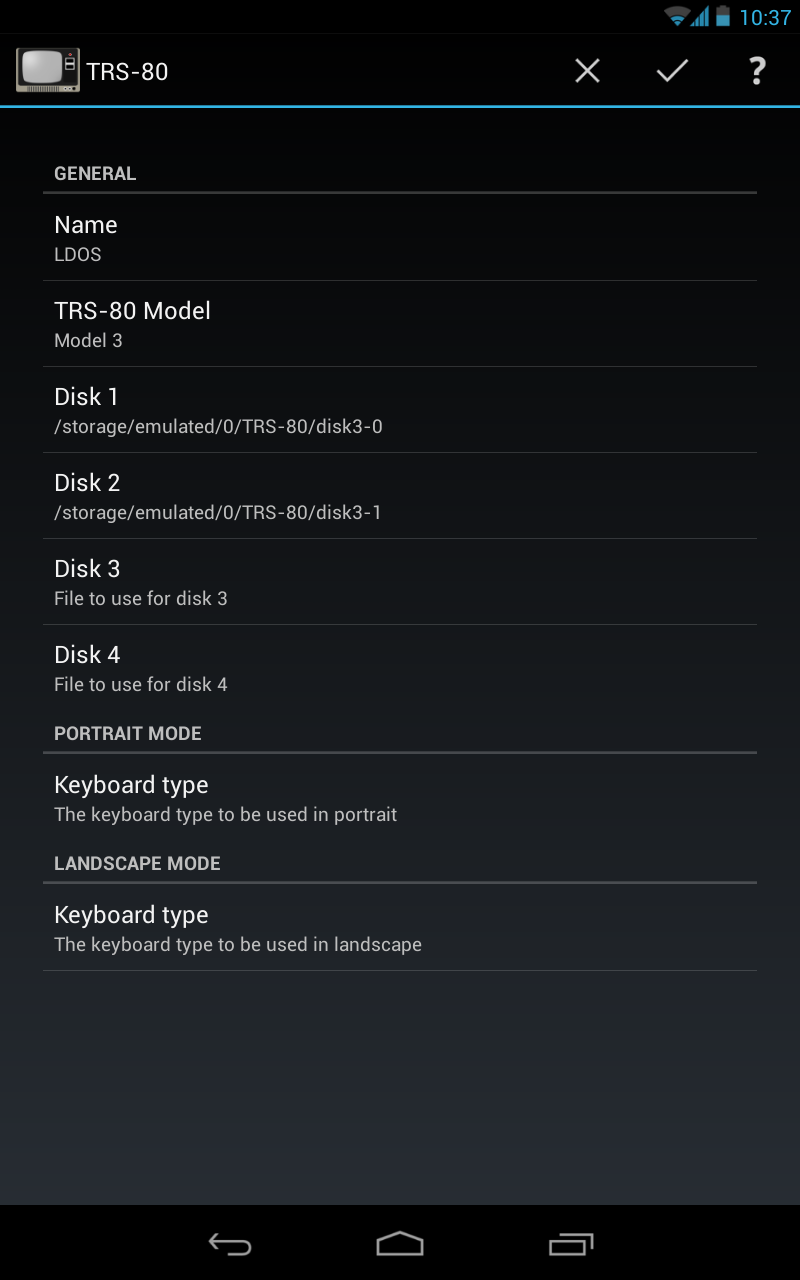 10:37
TRS-80
?
GENERAL
Name
LDOS
TRS-80 Model
Model 3
Disk 1
/storage/emulated/0/TRS-80/disk3-0
Disk 2
/storage/emulated/0/TRS-80/disk3-1
Disk 3
File to use for disk 3
Disk 4
File to use for disk 4
PORTRAIT MODE
Keyboard type
The keyboard type to be used in portrait
LANDSCAPE MODE
Keyboard type
The keyboard type to be used in landscape